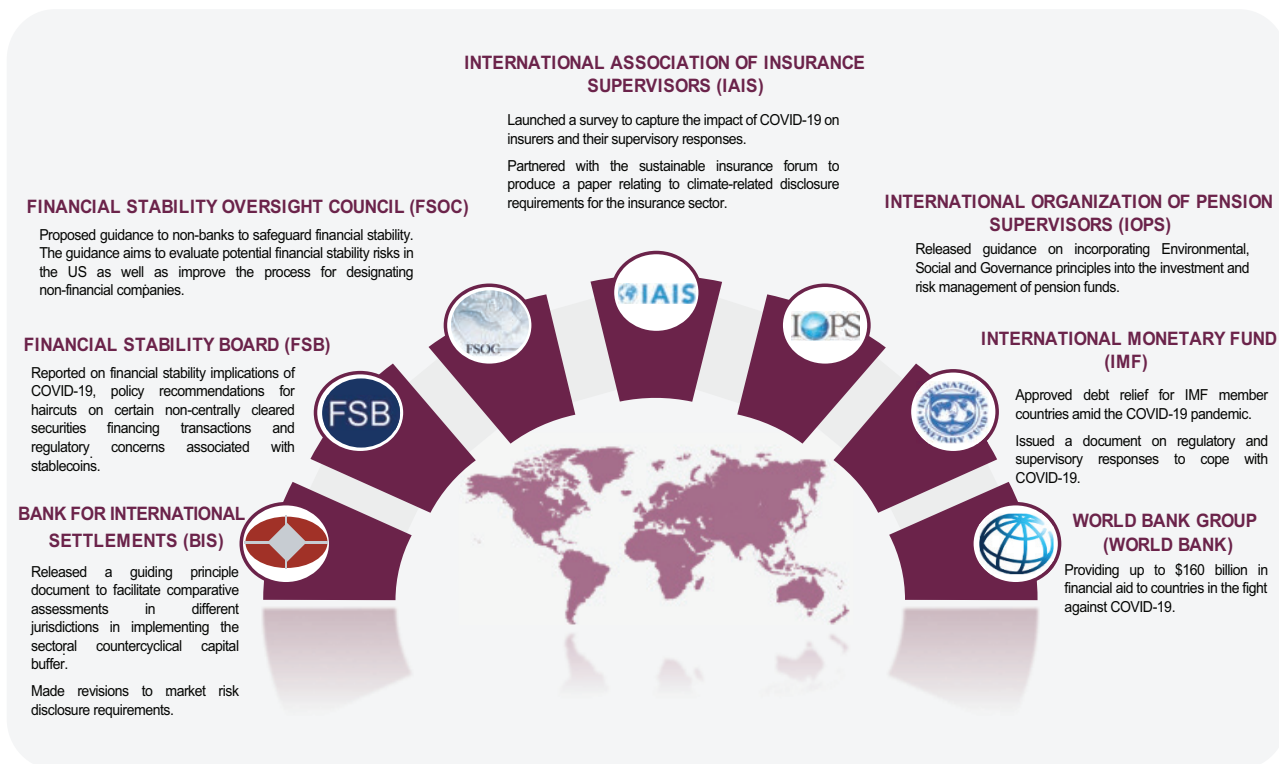 INTERNATIONAL ASSOCIATION OF INSURANCE
SUPERVISORS (IAIS)
Launched a survey to capture the impact of COVID-19 on
insurers and their supervisory responses.
Partnered with the sustainable insurance forum to
produce a paper relating to climate-related disclosure
requirements for the insurance sector.
FINANCIAL STABILITY OVERSIGHT COUNCIL (FSOC)
Proposed guidance to non-banks to safeguard financial stability.
The guidance aims to evaluate potential financial stability risks in
the US as well as improve the process for designating
non-financial companies.
INTERNATIONAL ORGANIZATION OF PENSION
SUPERVISORS (IOPS)
Released guidance on incorporating Environmental,
Social and Governance principles into the investment and
risk management of pension funds.
FINANCIAL STABILITY BOARD (FSB)
Reported on financial stability implications of
COVID-19, policy recommendations for
haircuts on certain non-centrally cleared
securities financing transactions and
regulatory concerns associated with
stablecoins.
INTERNATIONAL MONETARY FUND
(IMF)
Approved debt relief for IMF member
countries amid the COVID-19 pandemic.
Issued a document on regulatory and
supervisory responses to cope with
COVID-19.
BANK FOR INTERNATIONAL
SETTLEMENTS (BIS)
Released a guiding principle
document to facilitate comparative
assessments in different
jurisdictions in implementing the
sectoral countercyclical capital
buffer.
Made revisions to market risk
disclosure requirements.
WORLD BANK GROUP
(WORLD BANK)
Providing up to $160 billion in
financial aid to countries in the fight
against COVID-19.
FSB
FSOC
IAIS
IOPS
INTERNATIONAL
MONETARY FUND